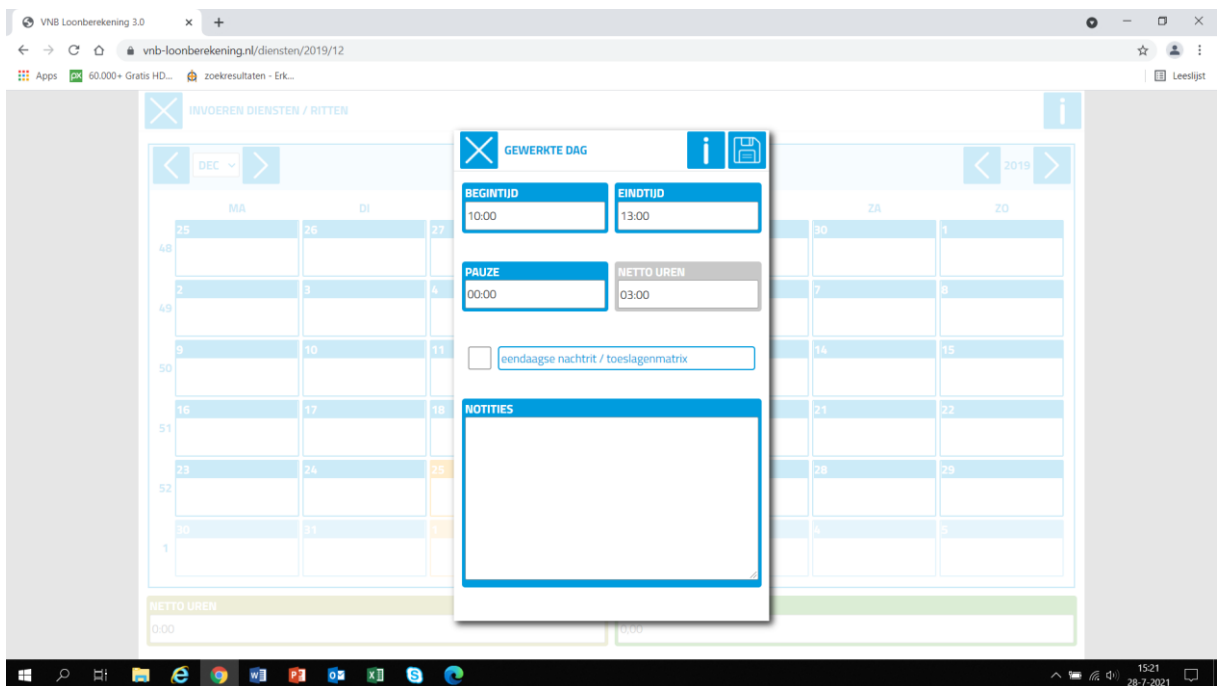 VNB Loonberekening 3.0
vnb-loonberekening.nl/diensten/2019/12
Apps 60.000+ Gratis HD... zoekresultaten - Erk... Leeslijst
INVOEREN DIENSTEN / RITTEN
GEWERKTE DAG
DEC 2019
BEGINTIJD EINDTIJD
10:00 13:00
MA DI ZA ZO
25 26 27 30 1
48
PAUZE NETTO UREN
00:00 03:00
2 3 4 7 8
49
eendaagse nachtrit / toeslagenmatrix
9 10 11 14 15
50
NOTITIES
16 17 18 21 22
51
23 24 25 28 29
52
30 31 4 5
1
NETTO UREN
0:00 0,00
15:21
28-7-2021